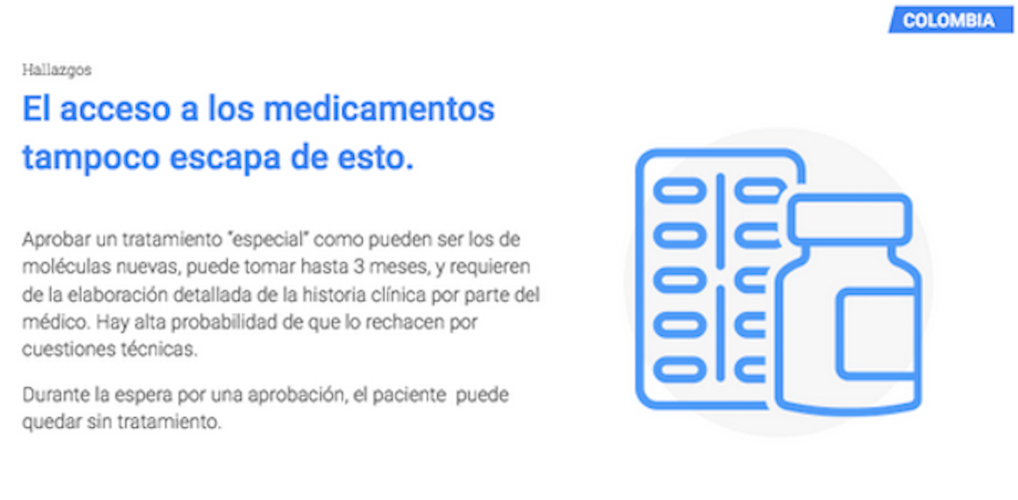 COLOMBIA
Hallazgos
El acceso a los medicamentos
tampoco escapa de esto.
Aprobar un tratamiento “especial” como pueden ser los de
moléculas nuevas, puede tomar hasta 3 meses, y requieren
de la elaboración detallada de la historia clínica por parte del
médico. Hay alta probabilidad de que lo rechacen por
cuestiones técnicas.
Durante la espera por una aprobación, el paciente puede
quedar sin tratamiento.